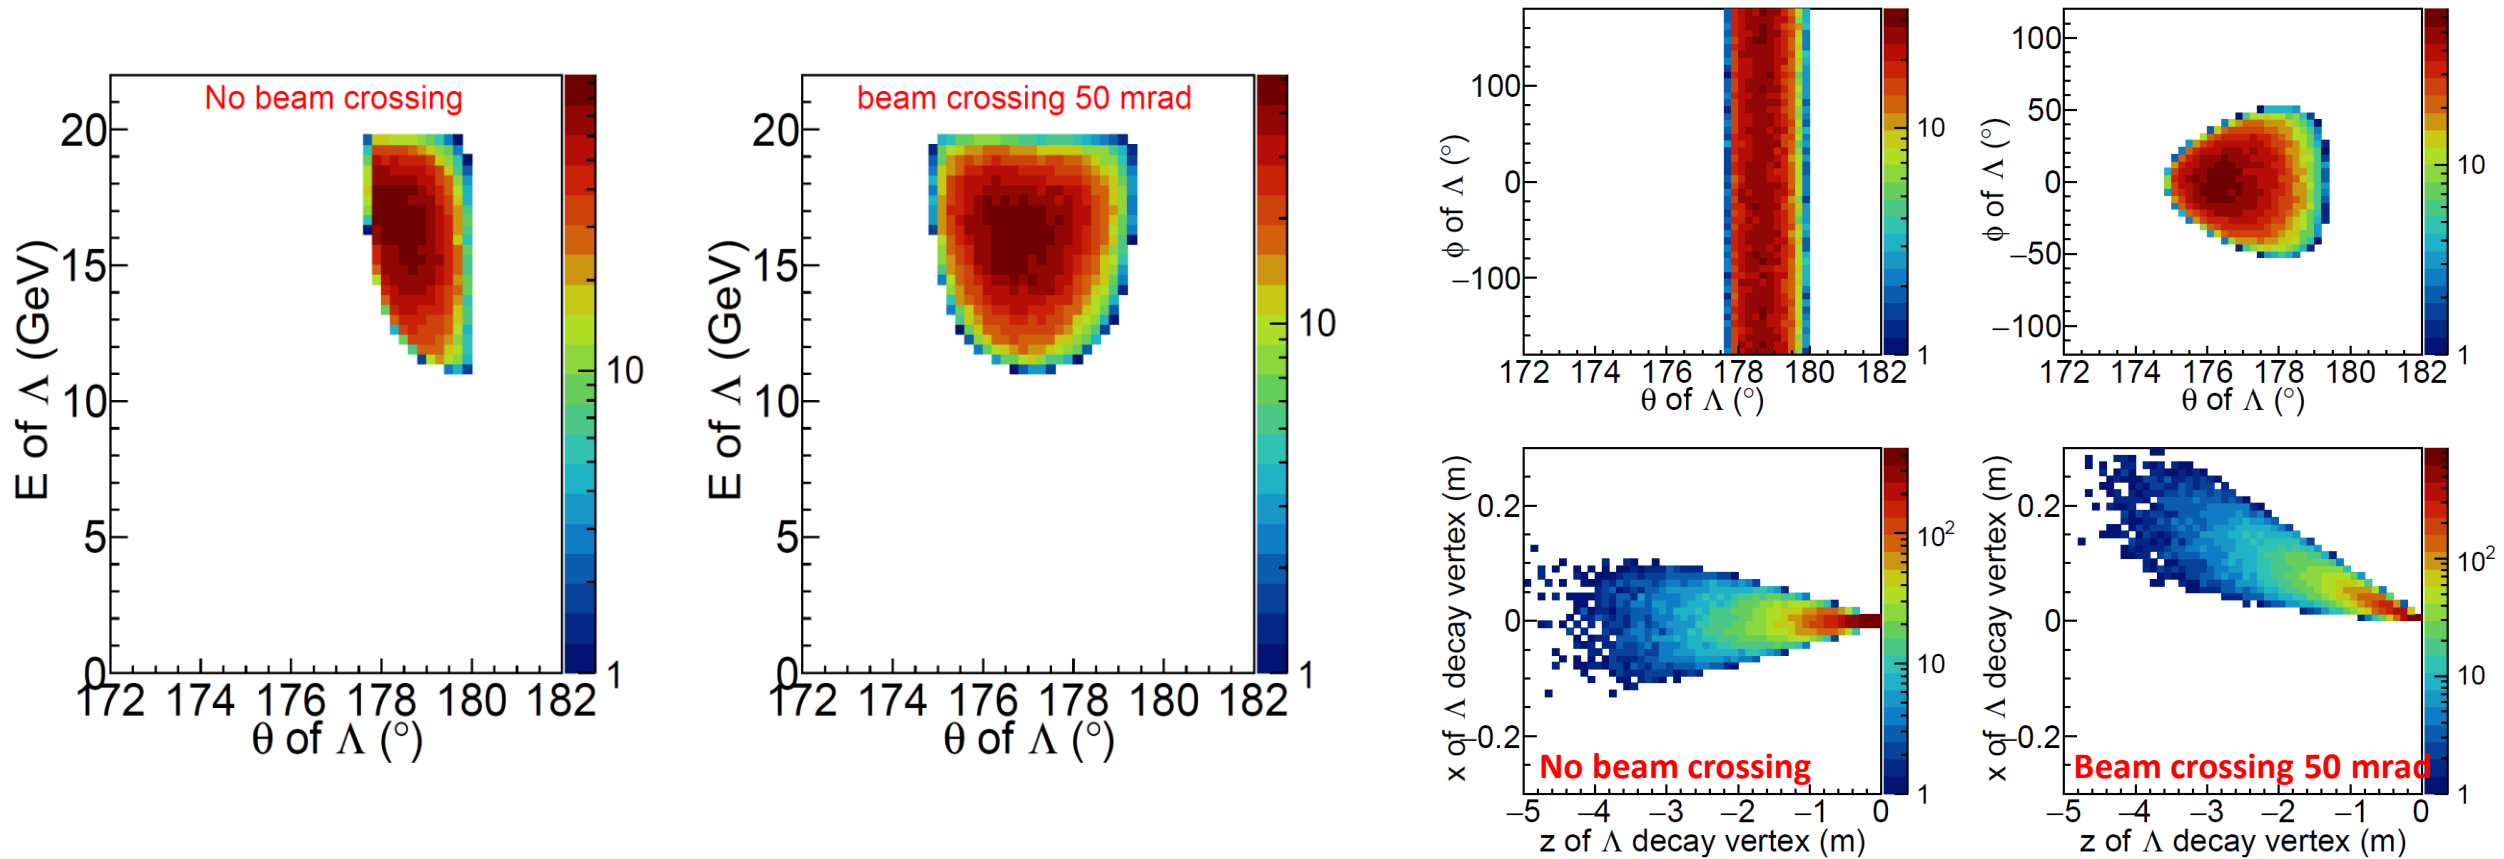 No beam crossing
E of Λ (GeV)
20
15
10
5
0
172 174 176 178 180 182
θ of Λ (°)
10
1
beam crossing 50 mrad
E of Λ (GeV)
20
15
10
5
0
172 174 176 178 180 182
θ of Λ (°)
10
1
ϕ of Λ (°)
100
0
−100
172 174 176 178 180 182
θ of Λ (°)
10
1
ϕ of Λ (°)
100
50
0
−50
−100
172 174 176 178 180 182
θ of Λ (°)
10
1
x of Λ decay vertex (m)
0.2
0
−0.2
No beam crossing
−5 −4 −3 −2 −1 0
z of Λ decay vertex (m)
10²
10
1
x of Λ decay vertex (m)
0.2
0
−0.2
Beam crossing 50 mrad
−5 −4 −3 −2 −1 0
z of Λ decay vertex (m)
10²
10
1